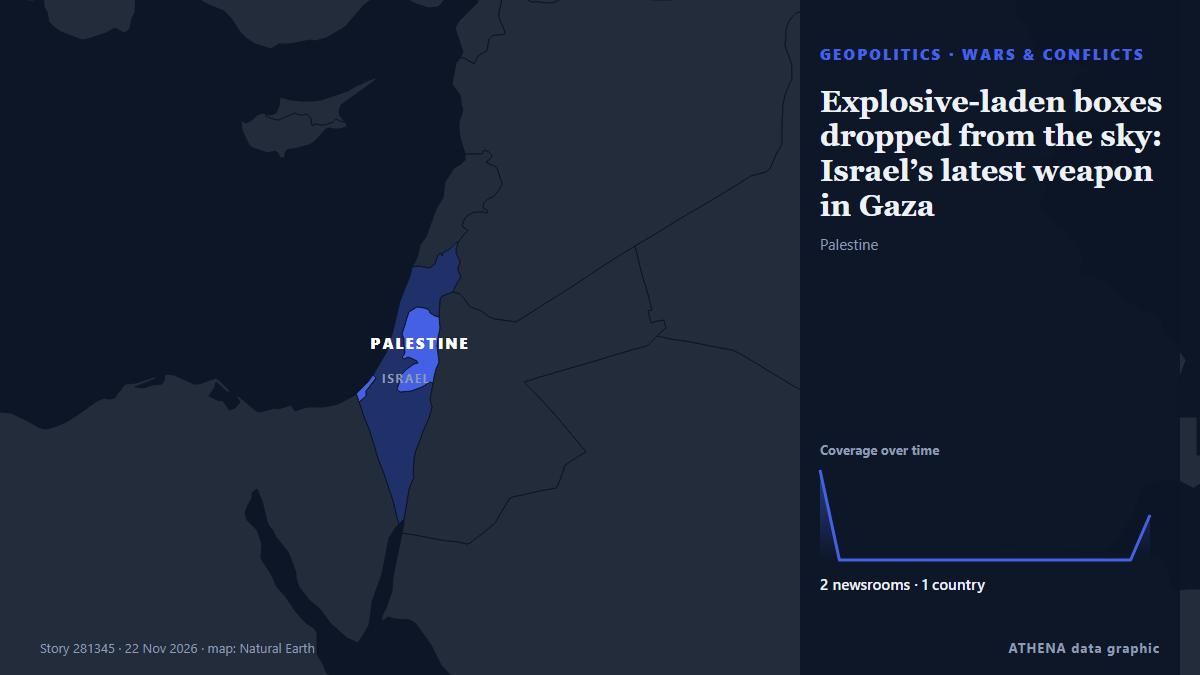 GEOPOLITICS · WARS & CONFLICTS
Explosive-laden boxes
dropped from the sky:
Israel’s latest weapon
in Gaza
Palestine
PALESTINE
ISRAEL
Coverage over time
2 newsrooms · 1 country
Story 281345 · 22 Nov 2026 · map: Natural Earth
ATHENA data graphic